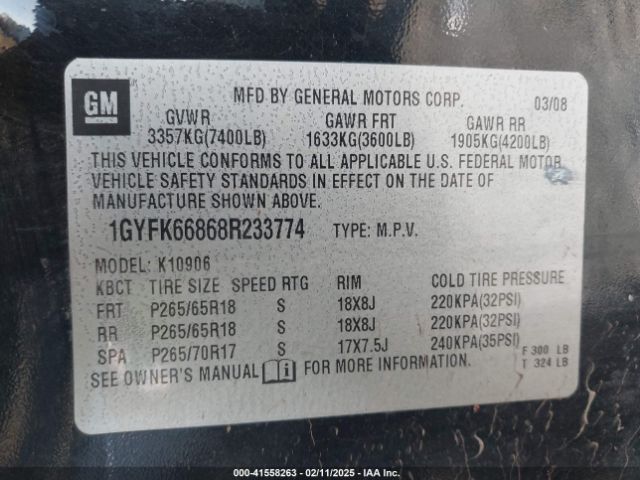 GM
MFD BY GENERAL MOTORS CORP. 03/08
GVWR GAWR FRT GAWR RR
3357KG(7400LB) 1633KG(3600LB) 1905KG(4200LB)
THIS VEHICLE CONFORMS TO ALL APPLICABLE U.S. FEDERAL MOTOR
VEHICLE SAFETY STANDARDS IN EFFECT ON THE DATE OF
MANUFACTURE SHOWN ABOVE.
1GYFK66868R233774 TYPE: M.P.V.
MODEL: K10906
KBCT TIRE SIZE SPEED RTG RIM COLD TIRE PRESSURE
FRT P265/65R18 S 18X8J 220KPA(32PSI)
RR P265/65R18 S 18X8J 220KPA(32PSI)
SPA P265/70R17 S 17X7.5J 240KPA(35PSI) F 300 LB
T 324 LB
SEE OWNER'S MANUAL i FOR MORE INFORMATION.
000-41558263 - 02/11/2025 - IAA Inc.